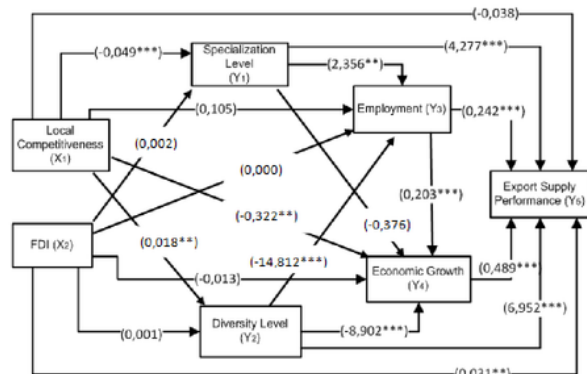 (-0,038)
(-0,049***)
Specialization
Level
(Y1)
(4,277***)
(2,356**)
(0,105)
Employment (Y3)
(0,242***)
Local
Competitiveness
(X1)
(0,002)
(0,000)
(0,203***)
Export Supply
Performance (Y5)
(-0,322**)
(-0,376)
FDI (X2)
(0,018**)
(-14,812***)
(-0,013)
Economic Growth
(Y4)
(0,489***)
(0,001)
Diversity Level
(Y2)
(-8,902***)
(6,952***)
(0,031**)